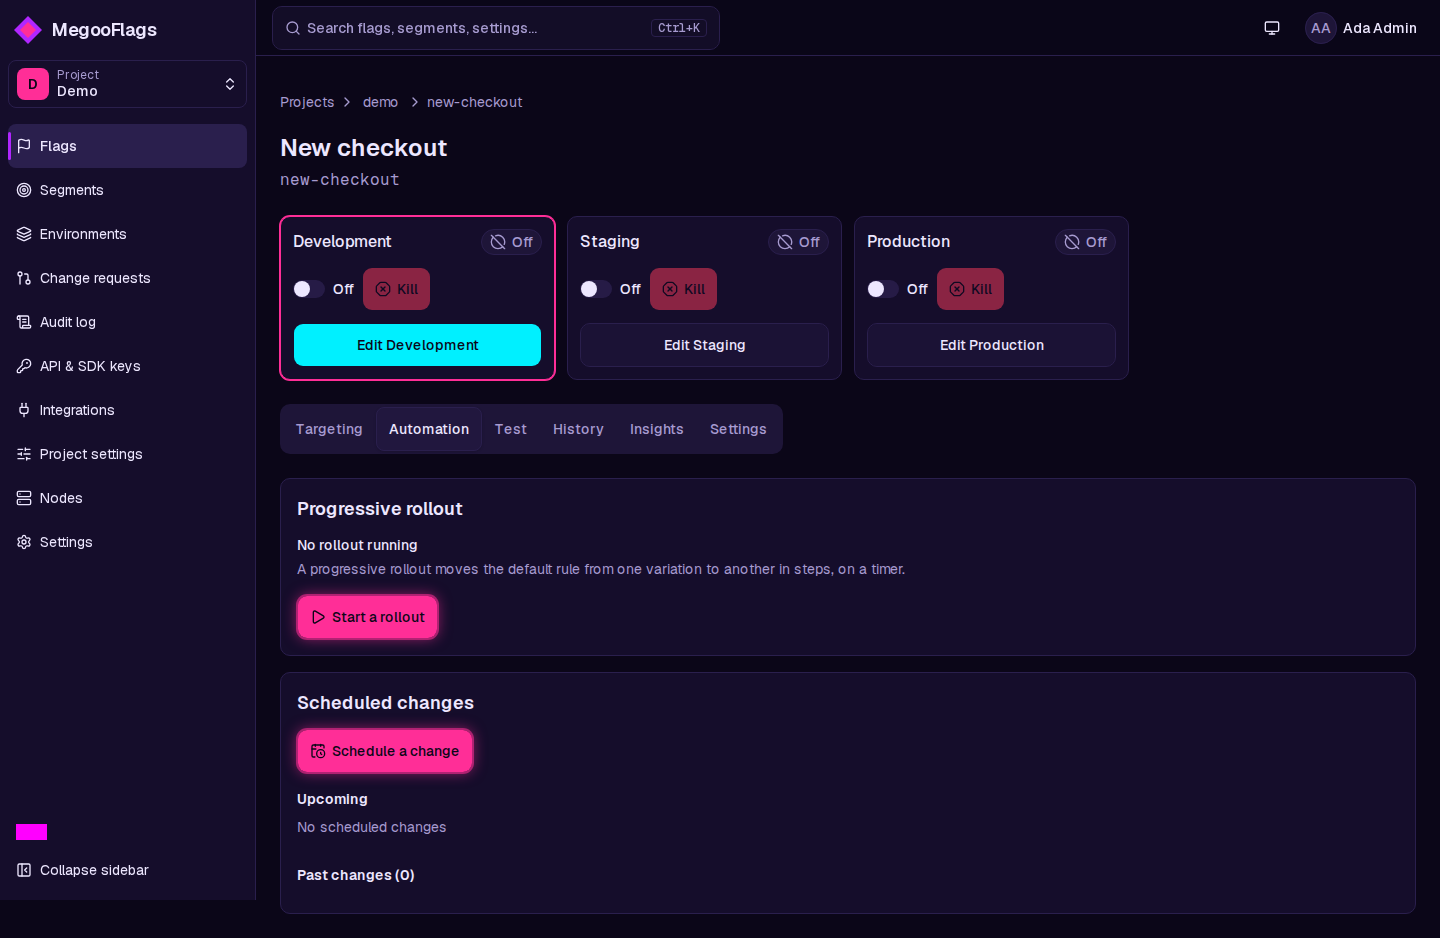 MegooFlags
Search flags, segments, settings...
Ctrl+K
AA
Ada Admin
D
Project
Demo
Flags
Segments
Environments
Change requests
Audit log
API & SDK keys
Integrations
Project settings
Nodes
Settings
Collapse sidebar
Projects
demo
new-checkout
New checkout
new-checkout
Development
Off
Off
Kill
Edit Development
Staging
Off
Off
Kill
Edit Staging
Production
Off
Off
Kill
Edit Production
Targeting
Automation
Test
History
Insights
Settings
Progressive rollout
No rollout running
A progressive rollout moves the default rule from one variation to another in steps, on a timer.
Start a rollout
Scheduled changes
Schedule a change
Upcoming
No scheduled changes
Past changes (0)